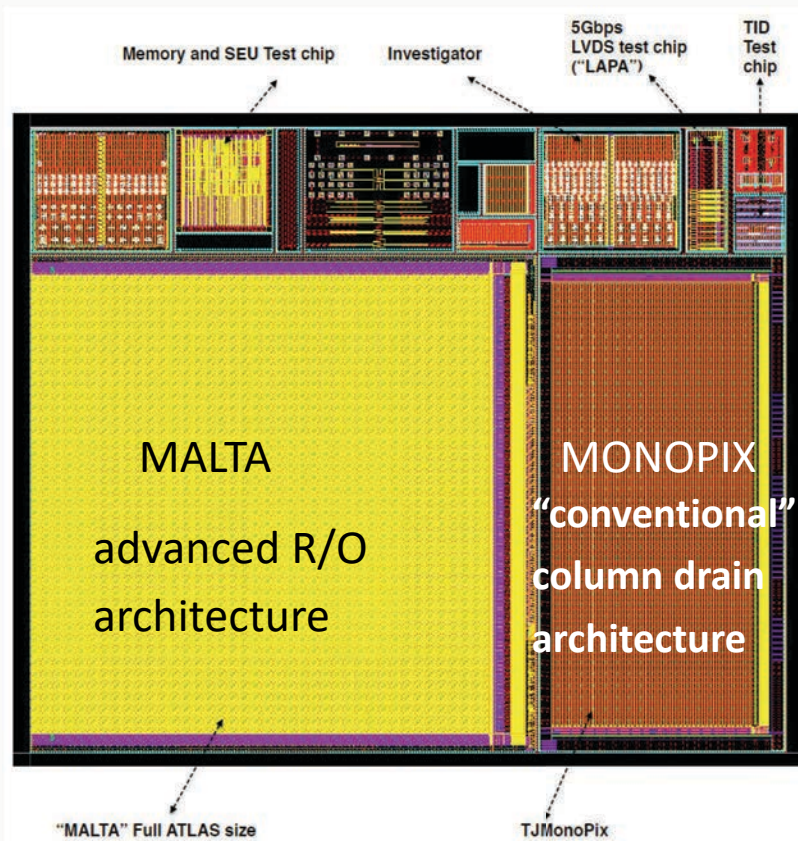 Memory and SEU Test chip
Investigator
5Gbps
LVDS test chip
("LAPA")
TID
Test
chip
MALTA
advanced R/O
architecture
MONOPIX
“conventional”
column drain
architecture
“MALTA” Full ATLAS size
TJMonoPix